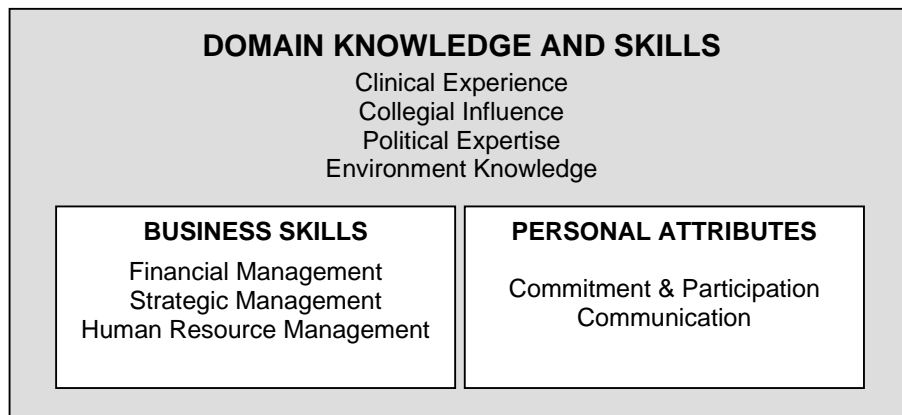 DOMAIN KNOWLEDGE AND SKILLS
Clinical Experience
Collegial Influence
Political Expertise
Environment Knowledge
BUSINESS SKILLS
Financial Management
Strategic Management
Human Resource Management
PERSONAL ATTRIBUTES
Commitment & Participation
Communication